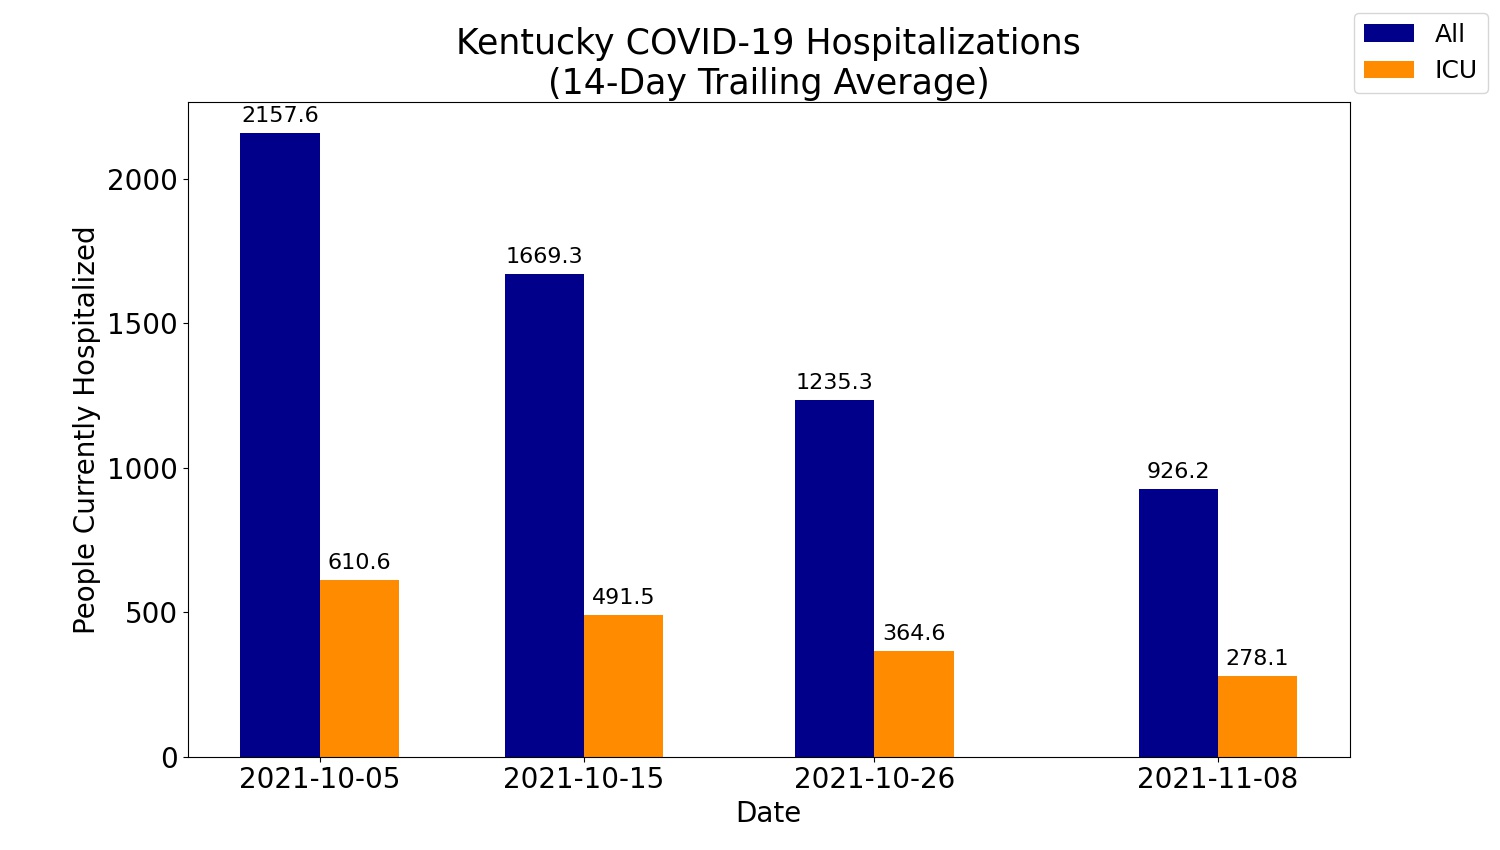 Kentucky COVID-19 Hospitalizations
(14-Day Trailing Average)
All
ICU
People Currently Hospitalized
2000
1500
1000
500
0
2157.6
610.6
1669.3
491.5
1235.3
364.6
926.2
278.1
2021-10-05
2021-10-15
2021-10-26
2021-11-08
Date